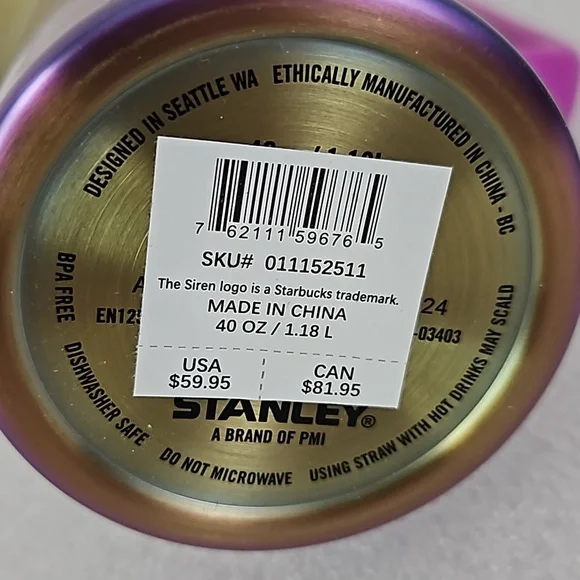 DESIGNED IN SEATTLE WA
ETHICALLY MANUFACTURED IN CHINA - BC
7 62111 59676 5
SKU# 011152511
The Siren logo is a Starbucks trademark.
MADE IN CHINA
40 OZ / 1.18 L
USA
$59.95
CAN
$81.95
24
-03403
BPA FREE
DISHWASHER SAFE
DO NOT MICROWAVE
USING STRAW WITH HOT DRINKS MAY SCALD
STANLEY®
A BRAND OF PMI